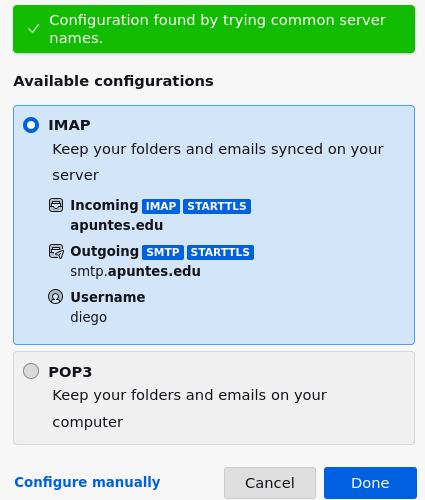 Configuration found by trying common server
names.
Available configurations
IMAP
Keep your folders and emails synced on your
server
Incoming IMAP STARTTLS
apuntes.edu
Outgoing SMTP STARTTLS
smtp.apuntes.edu
Username
diego
POP3
Keep your folders and emails on your
computer
Configure manually Cancel Done